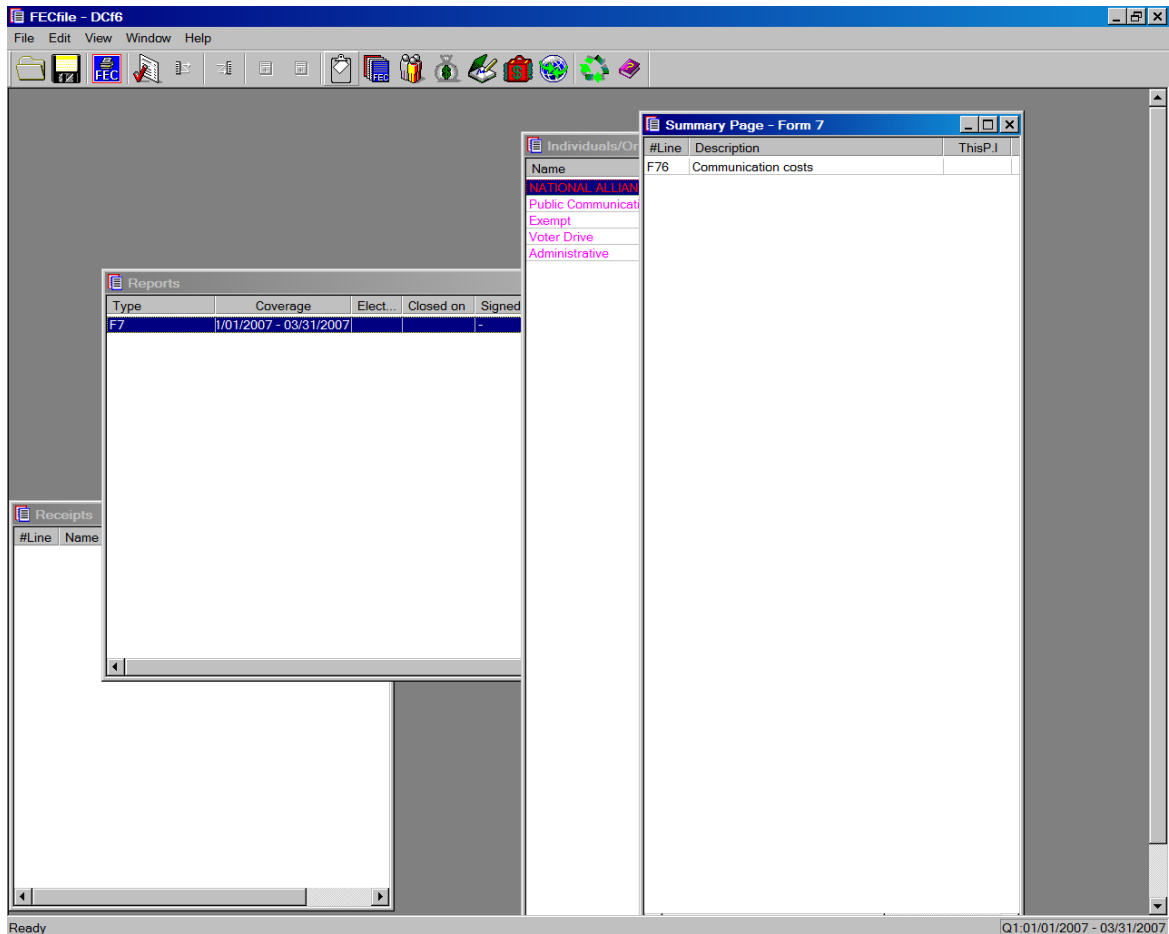 FECfile - DCf6
File Edit View Window Help
FEC
FEC
Summary Page - Form 7
#Line Description ThisP.I
F76 Communication costs
Individuals/Or
Name
NATIONAL ALLIAN
Public Communicati
Exempt
Voter Drive
Administrative
Reports
Type Coverage Elect... Closed on Signed
F7 1/01/2007 - 03/31/2007 -
Receipts
#Line Name
Ready Q1:01/01/2007 - 03/31/2007